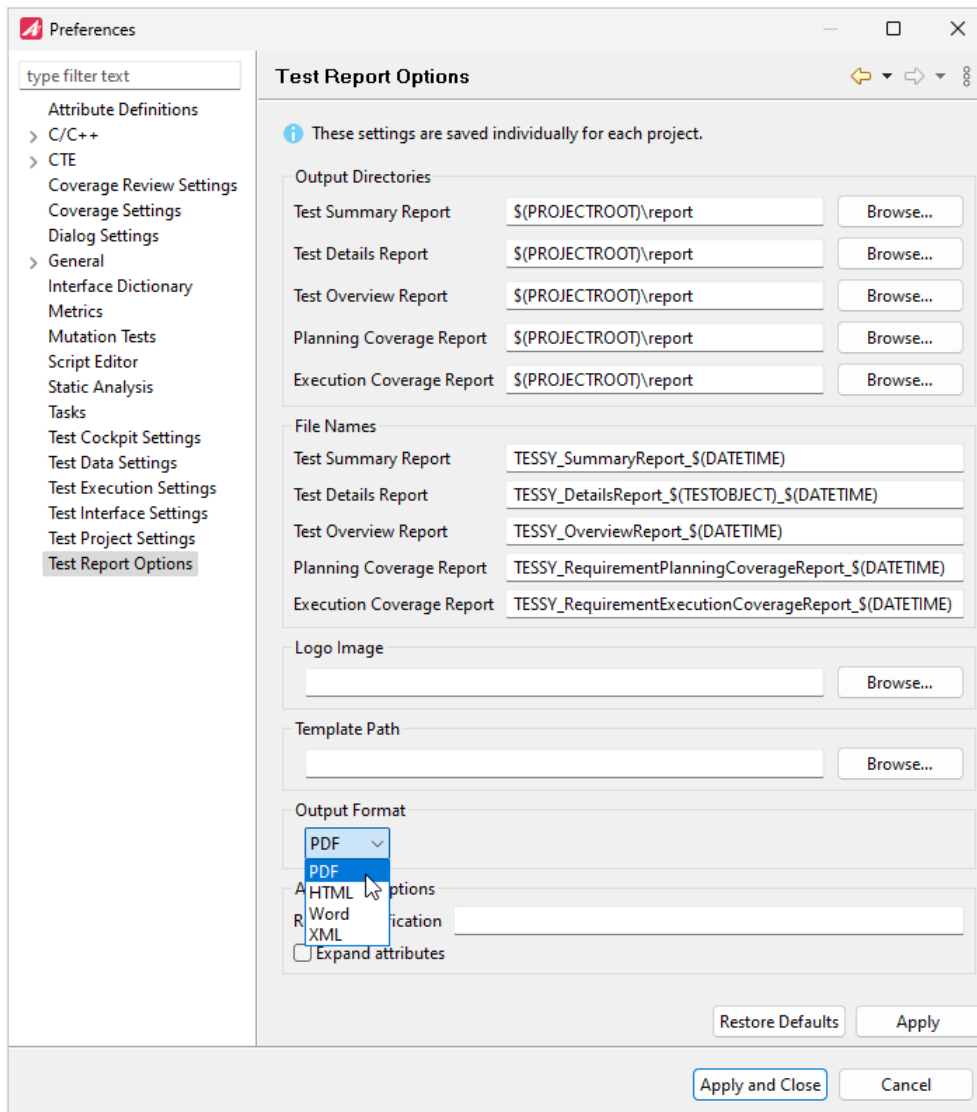 Preferences
type filter text
Attribute Definitions
C/C++
CTE
Coverage Review Settings
Coverage Settings
Dialog Settings
General
Interface Dictionary
Metrics
Mutation Tests
Script Editor
Static Analysis
Tasks
Test Cockpit Settings
Test Data Settings
Test Execution Settings
Test Interface Settings
Test Project Settings
Test Report Options
Test Report Options
These settings are saved individually for each project.
Output Directories
Test Summary Report $(PROJECTROOT)\report Browse...
Test Details Report $(PROJECTROOT)\report Browse...
Test Overview Report $(PROJECTROOT)\report Browse...
Planning Coverage Report $(PROJECTROOT)\report Browse...
Execution Coverage Report $(PROJECTROOT)\report Browse...
File Names
Test Summary Report TESSY_SummaryReport_$(DATETIME)
Test Details Report TESSY_DetailsReport_$(TESTOBJECT)_$(DATETIME)
Test Overview Report TESSY_OverviewReport_$(DATETIME)
Planning Coverage Report TESSY_RequirementPlanningCoverageReport_$(DATETIME)
Execution Coverage Report TESSY_RequirementExecutionCoverageReport_$(DATETIME)
Logo Image
Browse...
Template Path
Browse...
Output Format
PDF
PDF
HTML
Word
XML
Expand attributes
Restore Defaults Apply
Apply and Close Cancel